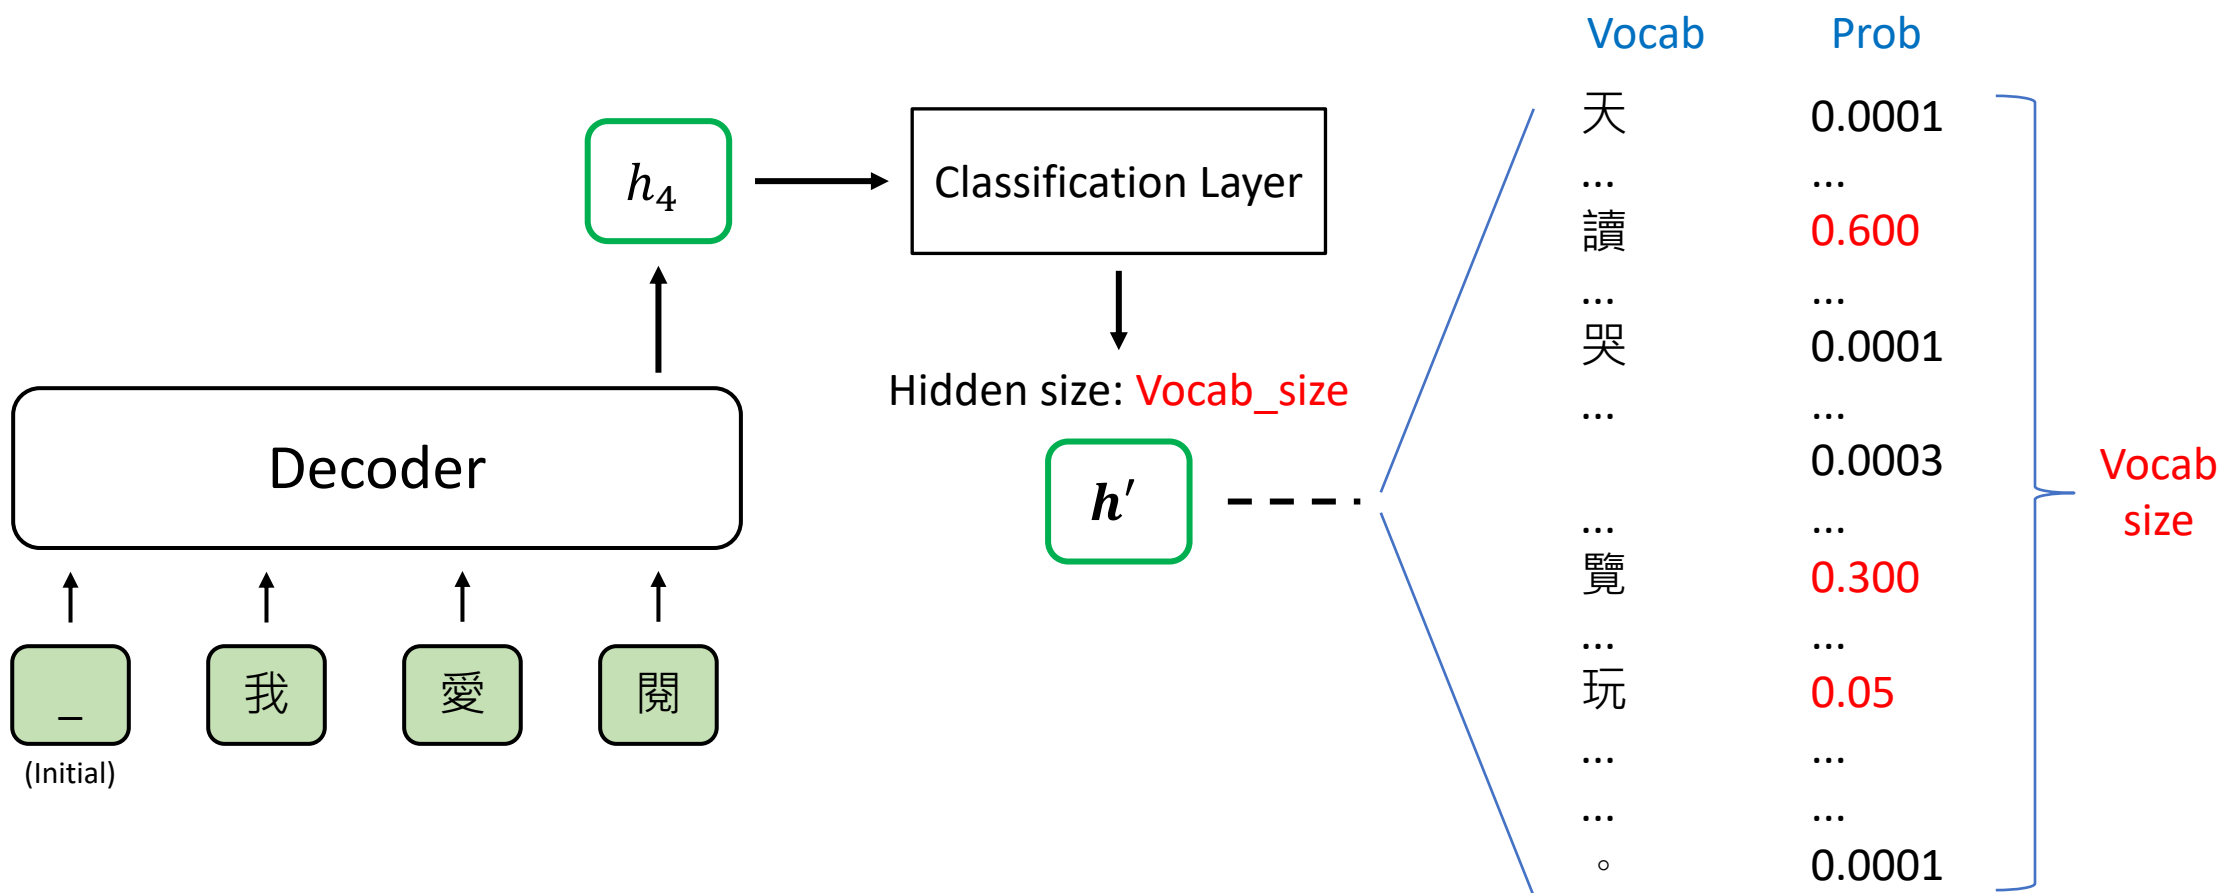 Vocab Prob
天 0.0001
... ...
讀 0.600
... ...
哭 0.0001
... ...
0.0003
... ...
覽 0.300
... ...
玩 0.05
... ...
... ...
。 0.0001
Vocab
size
h₄
Classification Layer
Hidden size: Vocab_size
h′
Decoder
_ 我 愛 閱
(Initial)